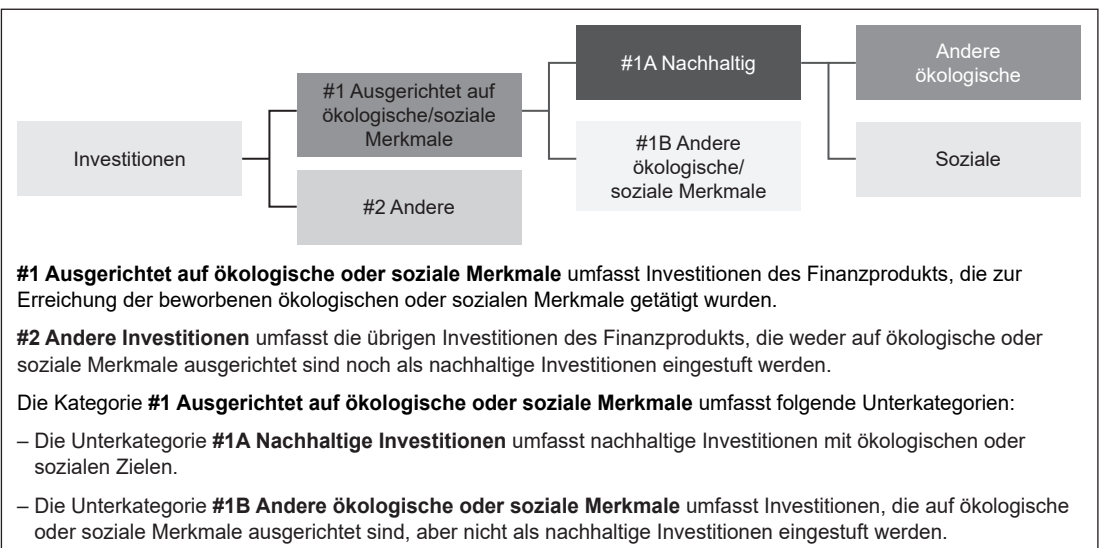 Investitionen
#1 Ausgerichtet auf
ökologische/soziale
Merkmale
#2 Andere
#1A Nachhaltig
#1B Andere
ökologische/
soziale Merkmale
Andere
ökologische
Soziale
#1 Ausgerichtet auf ökologische oder soziale Merkmale umfasst Investitionen des Finanzprodukts, die zur
Erreichung der beworbenen ökologischen oder sozialen Merkmale getätigt wurden.
#2 Andere Investitionen umfasst die übrigen Investitionen des Finanzprodukts, die weder auf ökologische oder
soziale Merkmale ausgerichtet sind noch als nachhaltige Investitionen eingestuft werden.
Die Kategorie #1 Ausgerichtet auf ökologische oder soziale Merkmale umfasst folgende Unterkategorien:
– Die Unterkategorie #1A Nachhaltige Investitionen umfasst nachhaltige Investitionen mit ökologischen oder
sozialen Zielen.
– Die Unterkategorie #1B Andere ökologische oder soziale Merkmale umfasst Investitionen, die auf ökologische
oder soziale Merkmale ausgerichtet sind, aber nicht als nachhaltige Investitionen eingestuft werden.